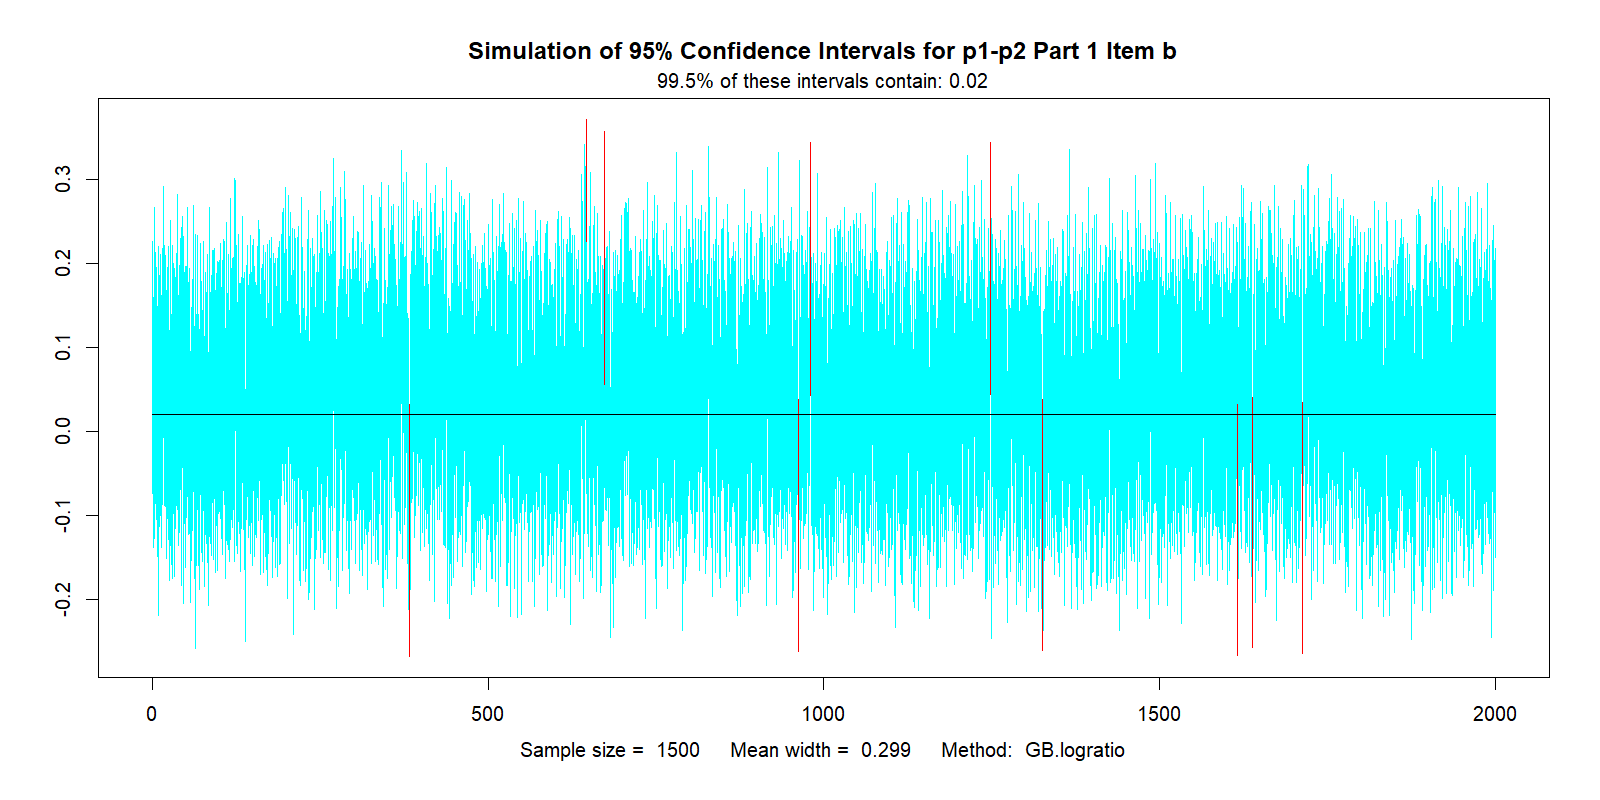 Simulation of 95% Confidence Intervals for p1-p2 Part 1 Item b
99.5% of these intervals contain: 0.02
0.3
0.2
0.1
0.0
-0.1
-0.2
0 500 1000 1500 2000
Sample size = 1500 Mean width = 0.299 Method: GB.logratio